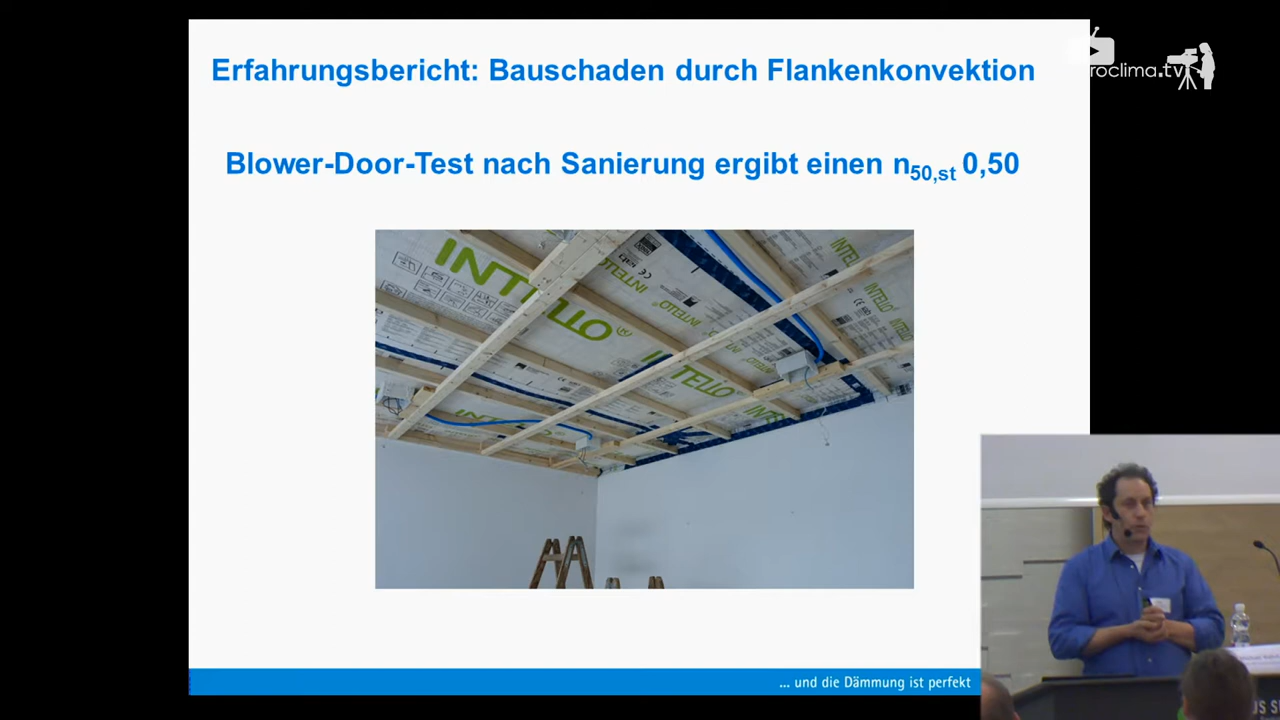 Erfahrungsbericht: Bauschaden durch Flankenkonvektion
roclima.tv
Blower-Door-Test nach Sanierung ergibt einen n50,st 0,50
INTELLO
INTELLO
INTELLO
INTELLO
INTELLO
... und die Dämmung ist perfekt